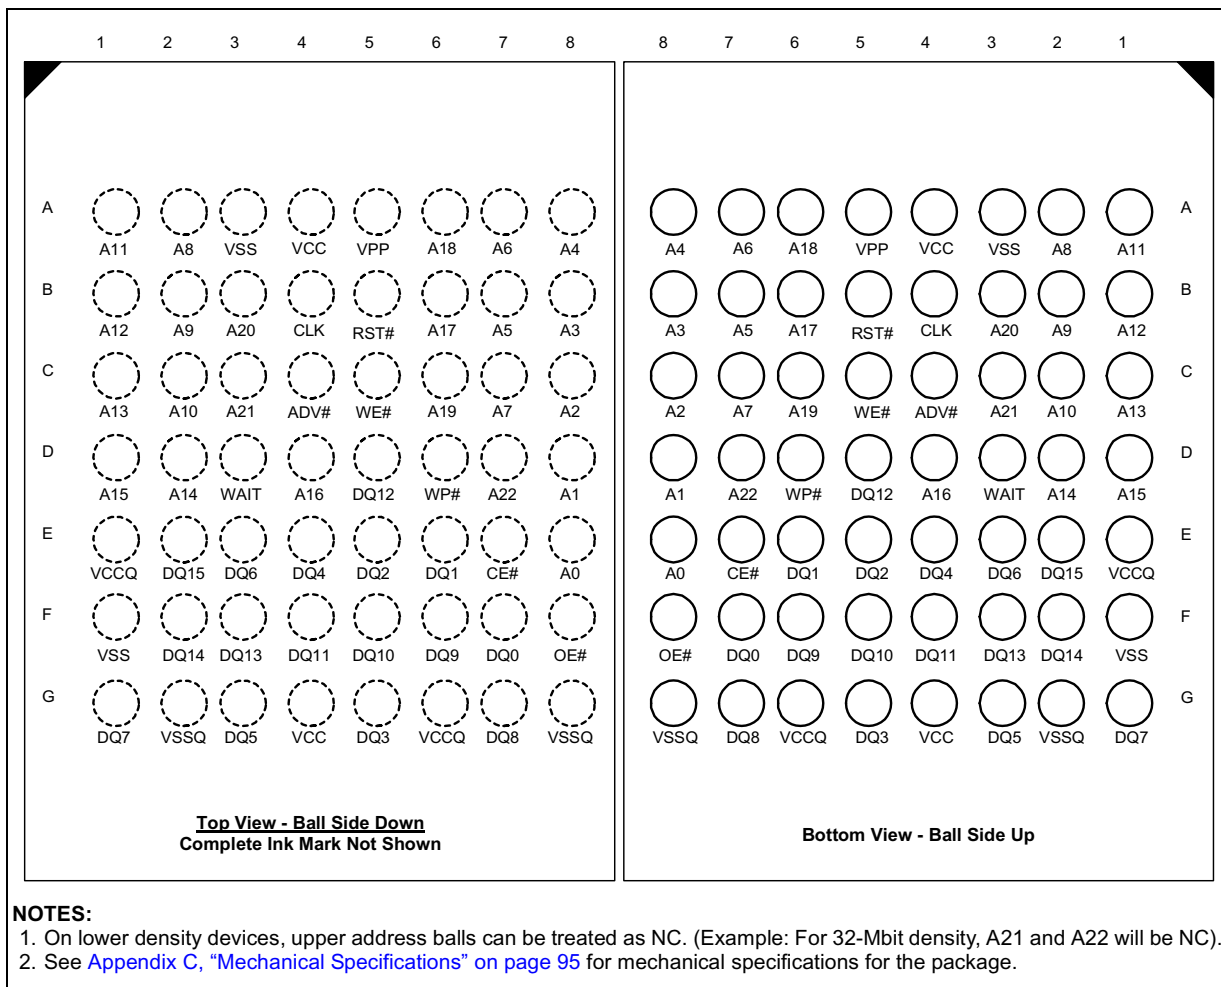 1 2 3 4 5 6 7 8 8 7 6 5 4 3 2 1
A A
A11 A8 VSS VCC VPP A18 A6 A4 A4 A6 A18 VPP VCC VSS A8 A11
B B
A12 A9 A20 CLK RST# A17 A5 A3 A3 A5 A17 RST# CLK A20 A9 A12
C C
A13 A10 A21 ADV# WE# A19 A7 A2 A2 A7 A19 WE# ADV# A21 A10 A13
D D
A15 A14 WAIT A16 DQ12 WP# A22 A1 A1 A22 WP# DQ12 A16 WAIT A14 A15
E E
VCCQ DQ15 DQ6 DQ4 DQ2 DQ1 CE# A0 A0 CE# DQ1 DQ2 DQ4 DQ6 DQ15 VCCQ
F F
VSS DQ14 DQ13 DQ11 DQ10 DQ9 DQ0 OE# OE# DQ0 DQ9 DQ10 DQ11 DQ13 DQ14 VSS
G G
DQ7 VSSQ DQ5 VCC DQ3 VCCQ DQ8 VSSQ VSSQ DQ8 VCCQ DQ3 VCC DQ5 VSSQ DQ7
Top View - Ball Side Down
Complete Ink Mark Not Shown
Bottom View - Ball Side Up
NOTES:
1. On lower density devices, upper address balls can be treated as NC. (Example: For 32-Mbit density, A21 and A22 will be NC).
2. See Appendix C, “Mechanical Specifications” on page 95 for mechanical specifications for the package.